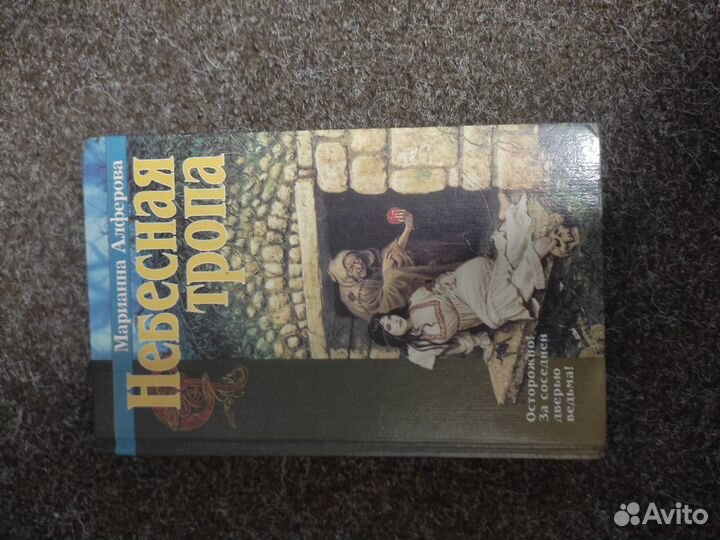 Марианна Алферова
Небесная
тропа
Осторожно!
За соседней
дверью
ведьма!
Avito